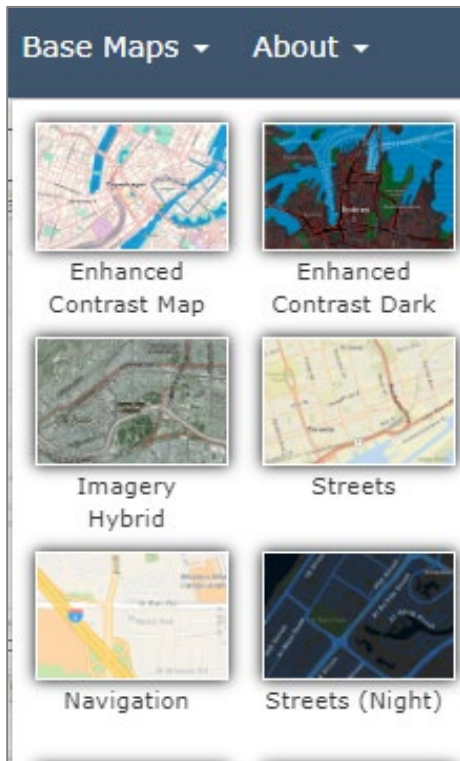 Base Maps About
Enhanced
Contrast Map
Enhanced
Contrast Dark
Imagery
Hybrid
Streets
Navigation
Streets (Night)